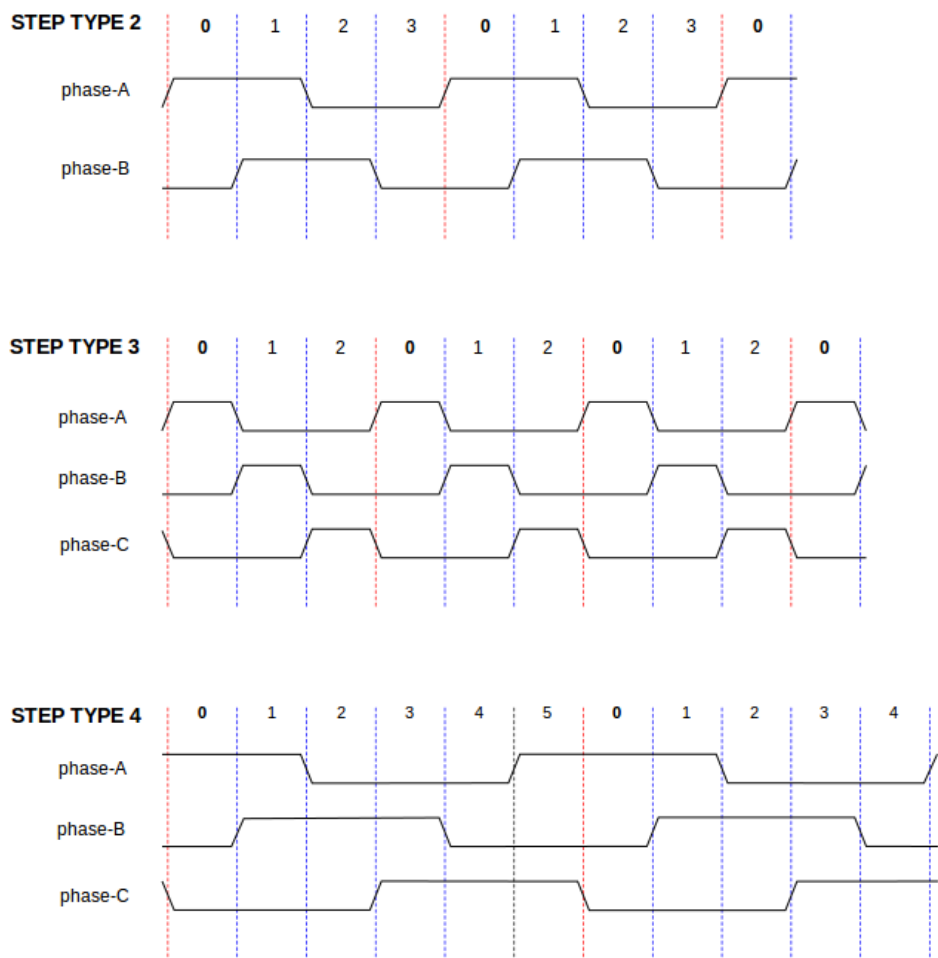 STEP TYPE 2 0 1 2 3 0 1 2 3 0
phase-A
phase-B
STEP TYPE 3 0 1 2 0 1 2 0 1 2 0
phase-A
phase-B
phase-C
STEP TYPE 4 0 1 2 3 4 5 0 1 2 3 4
phase-A
phase-B
phase-C